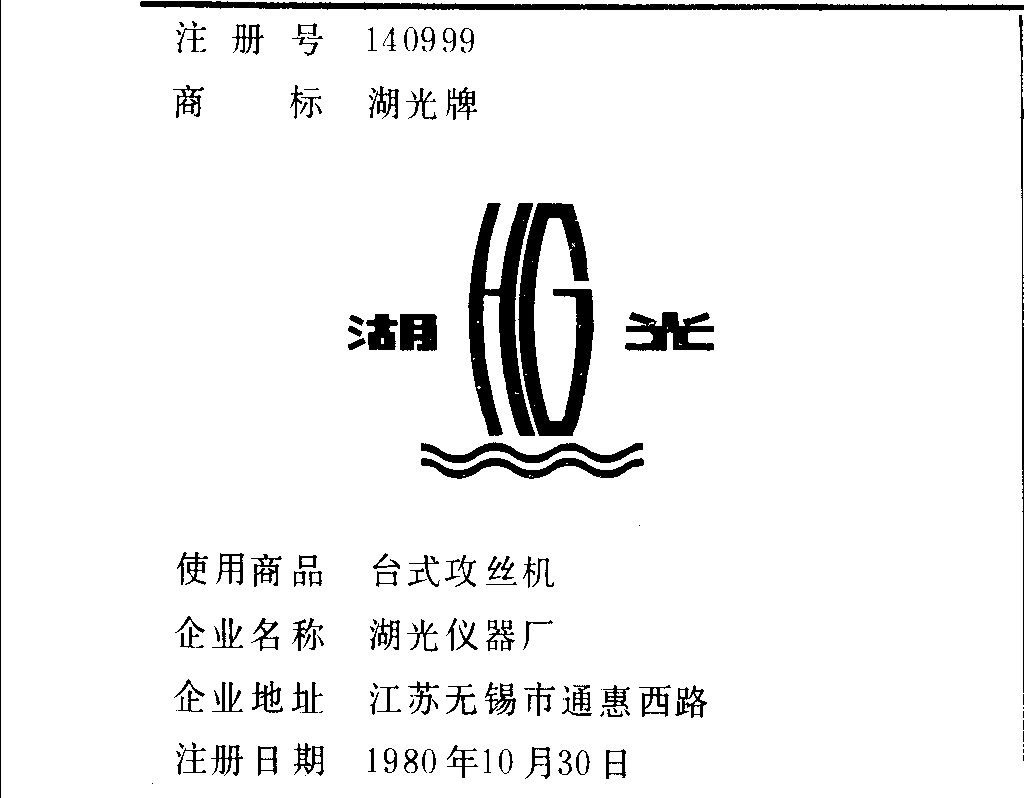 注册号 140999
商标 湖光牌
湖 HG 光
使用商品 台式攻丝机
企业名称 湖光仪器厂
企业地址 江苏无锡市通惠西路
注册日期 1980年10月30日